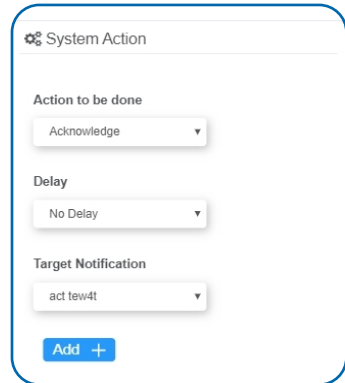 System Action
Action to be done
Acknowledge
Delay
No Delay
Target Notification
act tew4t
Add +